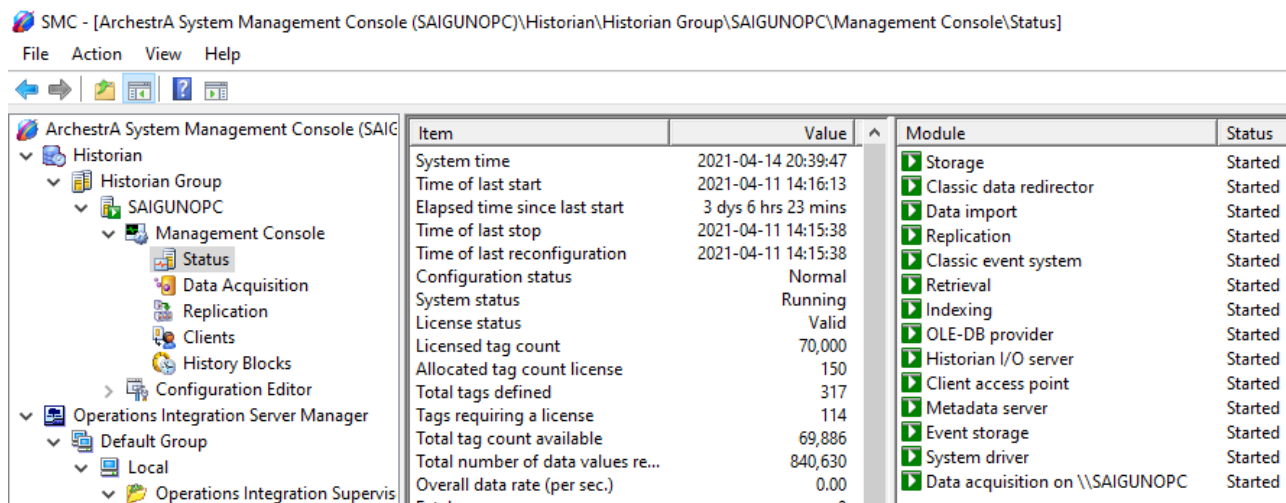 SMC - [ArchestrA System Management Console (SAIGUNOPC)\Historian\Historian Group\SAIGUNOPC\Management Console\Status]
File Action View Help
ArchestrA System Management Console (SAIG
Historian
Historian Group
SAIGUNOPC
Management Console
Status
Data Acquisition
Replication
Clients
History Blocks
Configuration Editor
Operations Integration Server Manager
Default Group
Local
Operations Integration Supervis
Item Value
System time 2021-04-14 20:39:47
Time of last start 2021-04-11 14:16:13
Elapsed time since last start 3 dys 6 hrs 23 mins
Time of last stop 2021-04-11 14:15:38
Time of last reconfiguration 2021-04-11 14:15:38
Configuration status Normal
System status Running
License status Valid
Licensed tag count 70,000
Allocated tag count license 150
Total tags defined 317
Tags requiring a license 114
Total tag count available 69,886
Total number of data values re... 840,630
Overall data rate (per sec.) 0.00
Module Status
Storage Started
Classic data redirector Started
Data import Started
Replication Started
Classic event system Started
Retrieval Started
Indexing Started
OLE-DB provider Started
Historian I/O server Started
Client access point Started
Metadata server Started
Event storage Started
System driver Started
Data acquisition on \\SAIGUNOPC Started